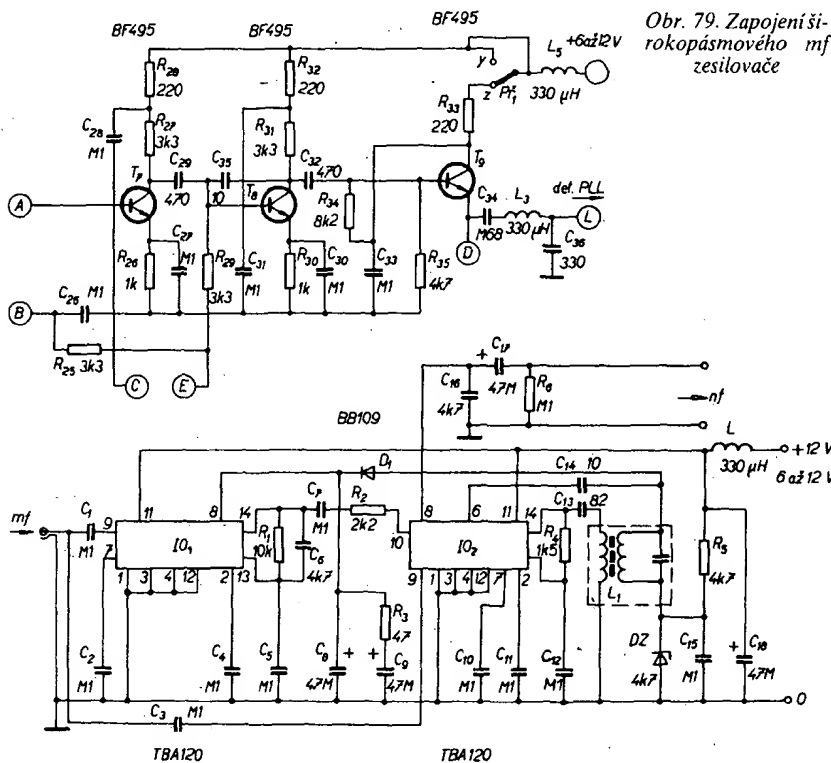 BF495
BF495
BF495
Obr. 79. Zapojení ši-
rokopásmového mf
zesilovače
R28
220
R32
220
y
z
Př1
L5
+6až12V
330 µH
C28
M1
R27
3k3
R31
3k3
R33
220
C29
470
C35
10
C32
470
T7
T8
T9
A
R34
8k2
C34
M68
L3
330 µH
det. PLL
L
D
C36
330
R26
1k
C27
M1
R29
3k3
C31
M1
R30
1k
C30
M1
C33
M1
R35
4k7
B
C26
M1
R25
3k3
C
E
C17
+
47M
C16
4k7
R6
M1
nf
BB109
D1
C14
10
L
+12V
330 µH
6 až 12 V
mf
C1
M1
9
11
8
14
7
IO1
1
3
4
12
2
13
R1
10k
C6
4k7
C7
M1
R2
2k2
8
6
11
14
10
IO2
9
1
3
4
12
7
2
C13
82
R4
1k5
L1
R5
4k7
C2
M1
C4
M1
C5
M1
C8
47M
+
R3
47
C9
47M
+
C10
M1
C11
M1
C12
M1
DZ
4k7
C15
M1
+
C18
47M
0
C3
M1
TBA120
TBA120